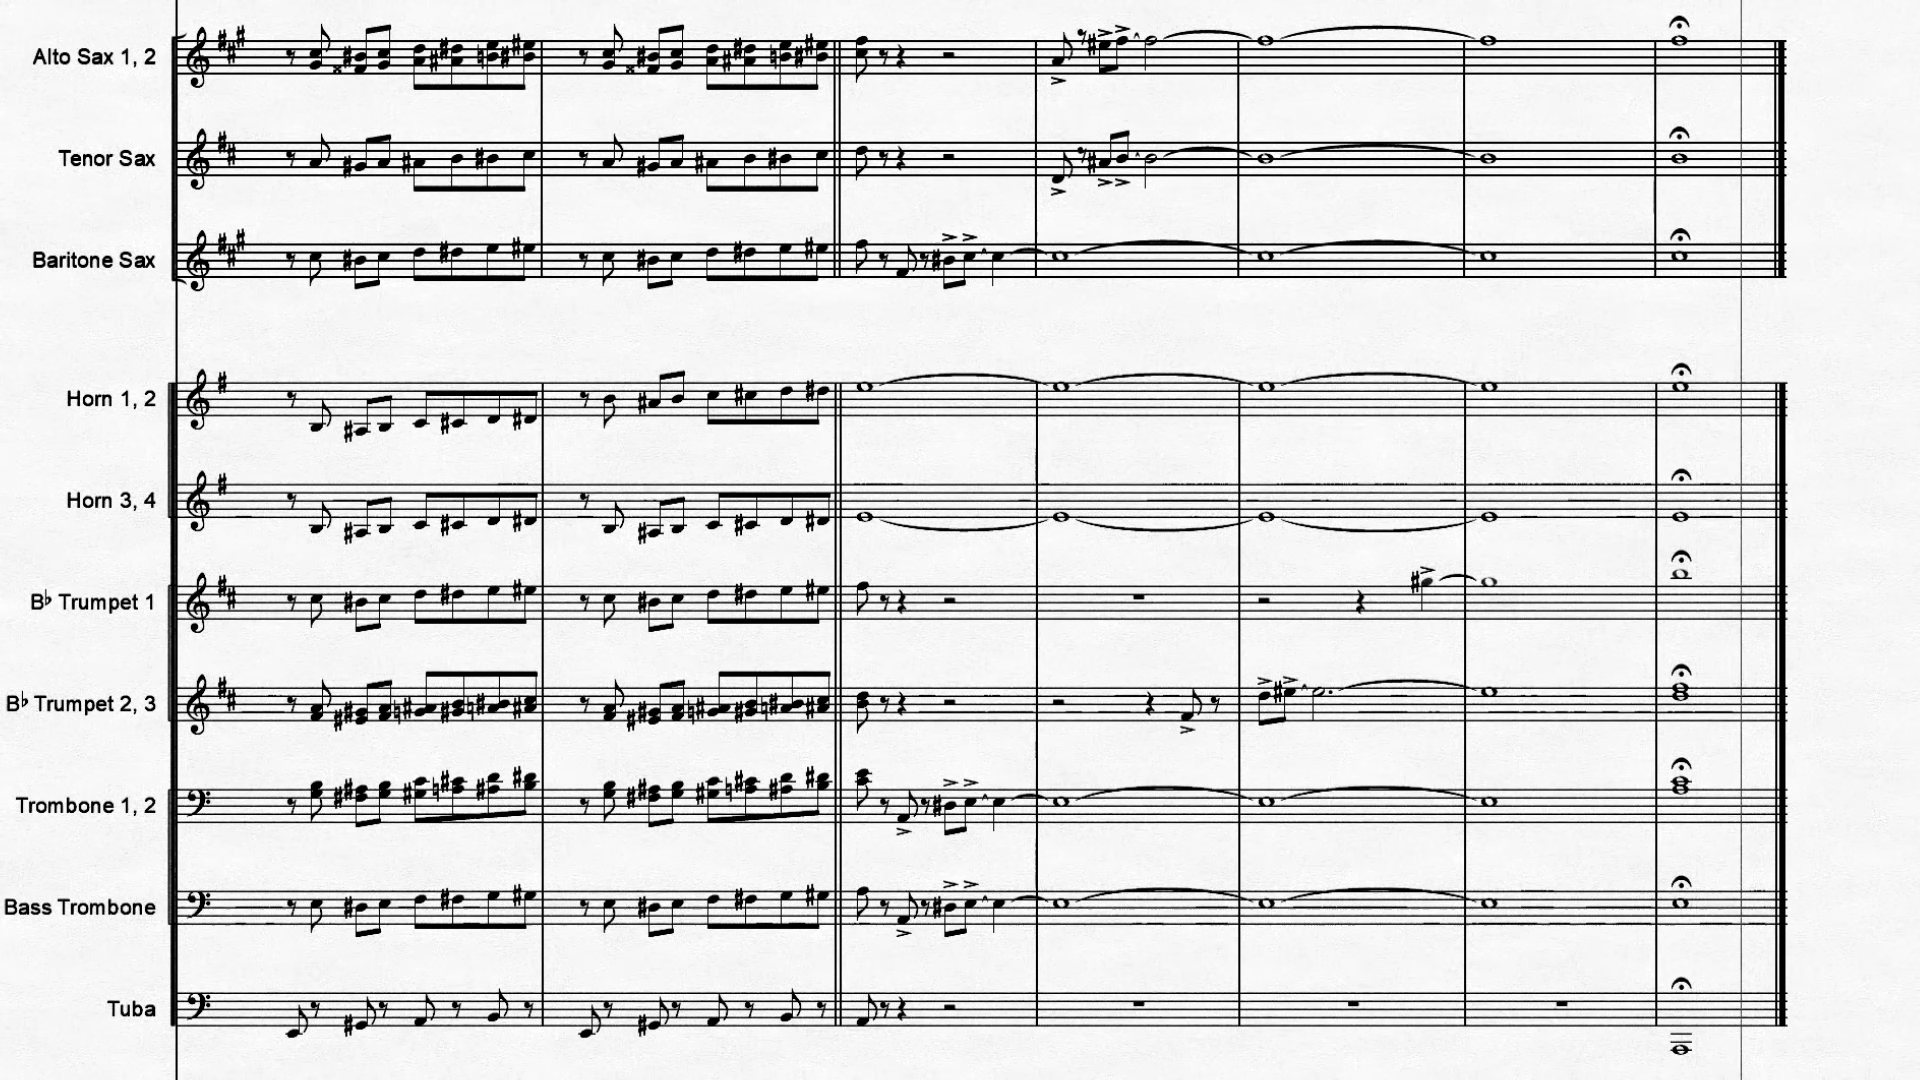 Alto Sax 1, 2
Tenor Sax
Baritone Sax
Horn 1, 2
Horn 3, 4
B♭ Trumpet 1
B♭ Trumpet 2, 3
Trombone 1, 2
Bass Trombone
Tuba